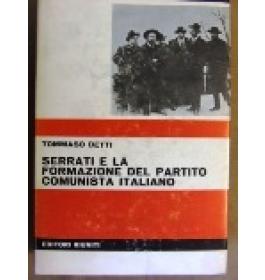 TOMMASO DETTI
SERRATI E LA
FORMAZIONE DEL PARTITO
COMUNISTA ITALIANO
EDITORI RIUNITI